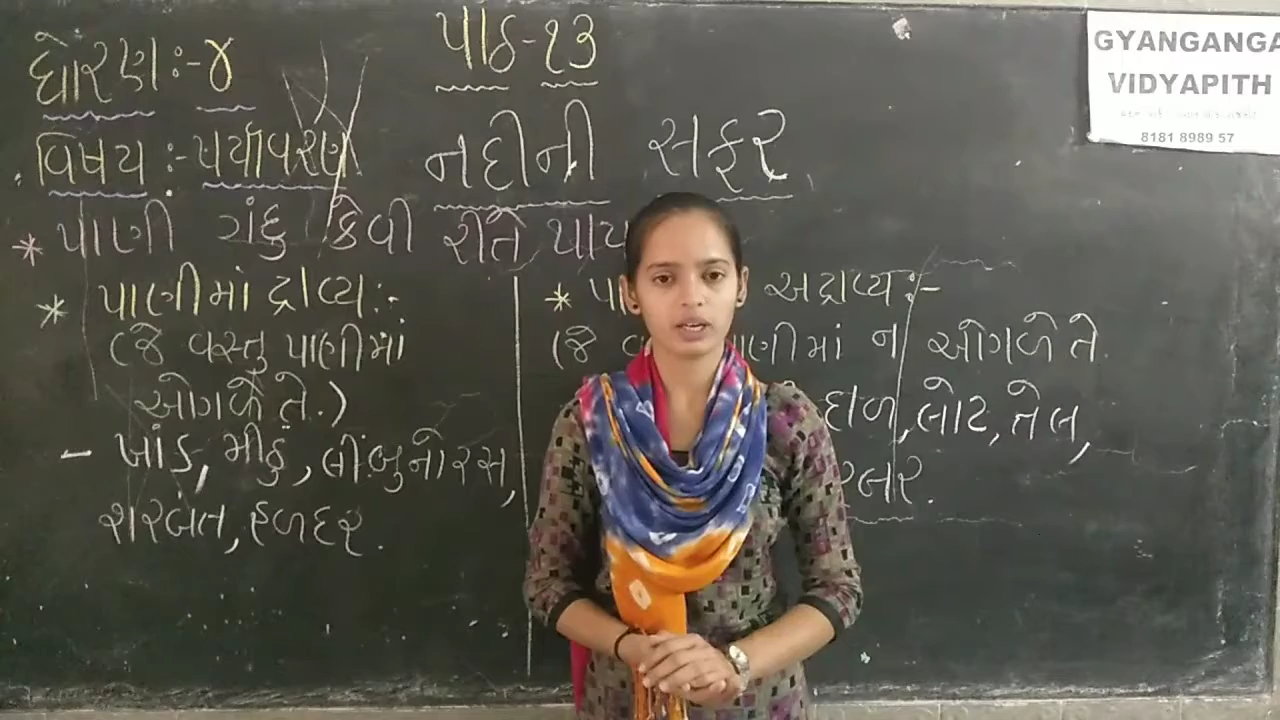 ધોરણ :- ૪
પાઠ - ૧૩
GYANGANGA
VIDYAPITH
8181 8989 57
વિષય :- પર્યાવરણ
નદીની સફર
* પાણી ગંદુ કેવી રીતે થાય
* પાણીમાં દ્રાવ્ય :-
(જે વસ્તુ પાણીમાં
ઓગળે તે.)
- ખાંડ, મીઠું, લીંબુનો રસ,
શરબત, હળદર.
* અદ્રાવ્ય :-
(જે પાણીમાં ન ઓગળે તે.
દાળ, લોટ, તેલ,
રબર.